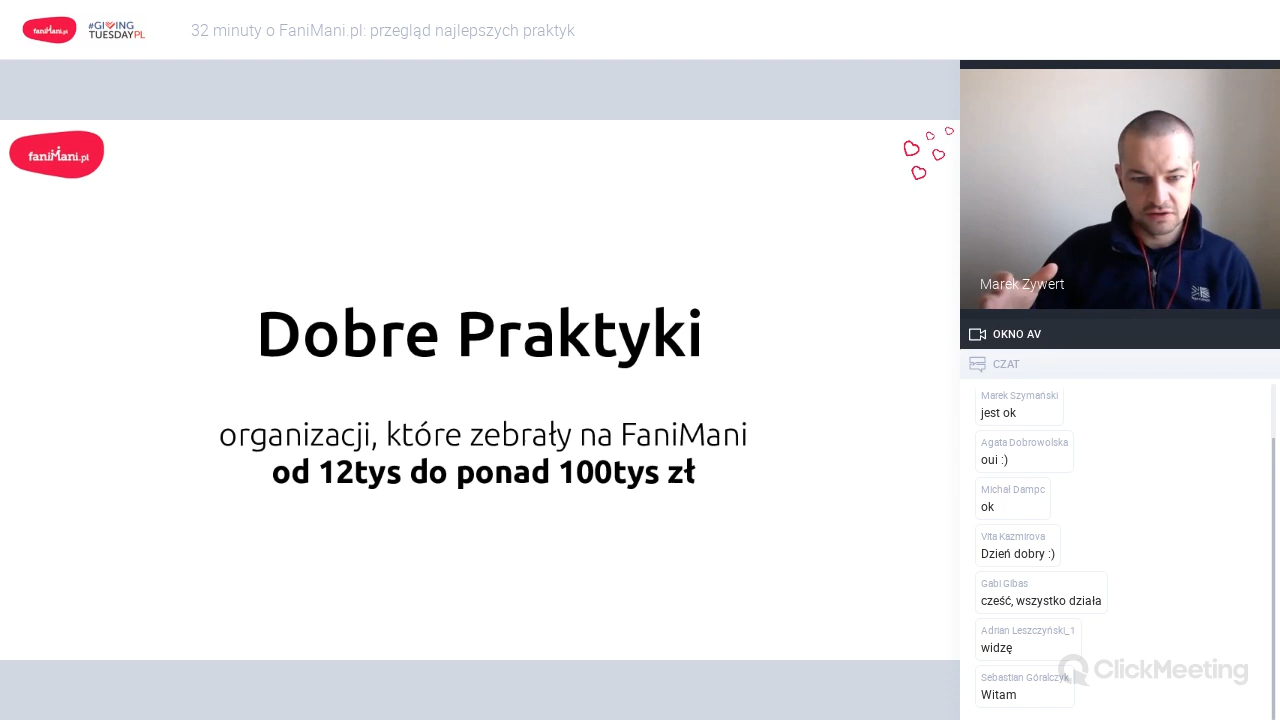 faniMani.pl
#GIVING
TUESDAYPL
32 minuty o FaniMani.pl: przegląd najlepszych praktyk
faniMani.pl
Dobre Praktyki
organizacji, które zebrały na FaniMani
od 12tys do ponad 100tys zł
Marek Zywert
OKNO AV
CZAT
Marek Szymański
jest ok
Agata Dobrowolska
oui :)
Michał Dampc
ok
Vita Kazmirova
Dzień dobry :)
Gabi Gibas
cześć, wszystko działa
Adrian Leszczyński_1
widzę
Sebastian Góralczyk
Witam
ClickMeeting